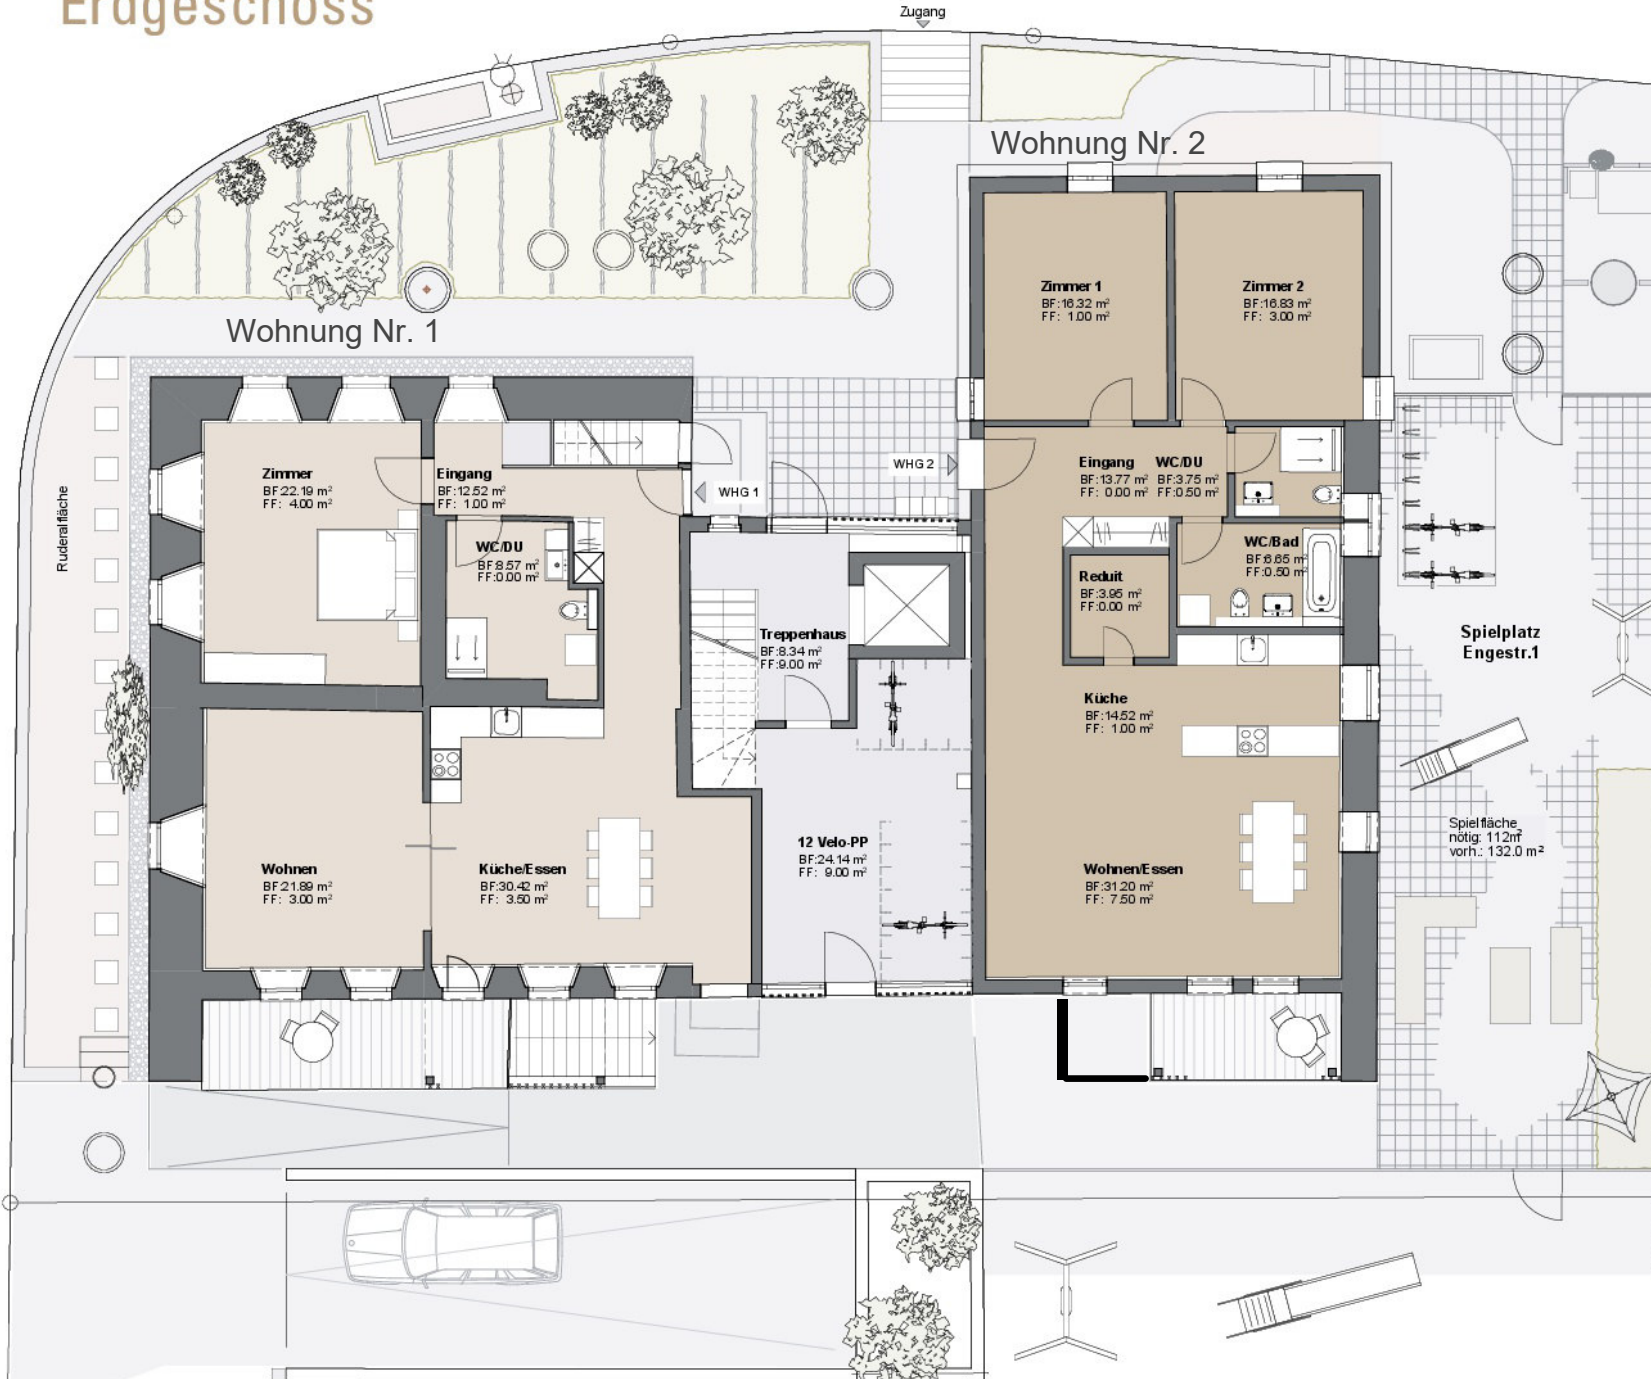 Erdgeschoss
Zugang
Wohnung Nr. 2
Zimmer 1
BF:16.32 m²
FF: 1.00 m²
Zimmer 2
BF:16.83 m²
FF: 3.00 m²
Wohnung Nr. 1
Zimmer
BF:22.19 m²
FF: 4.00 m²
Eingang
BF:12.52 m²
FF: 1.00 m²
WHG 1
WHG 2
Eingang
BF:13.77 m²
FF: 0.00 m²
WC/DU
BF:3.75 m²
FF:0.50 m²
Ruderalfläche
WC/DU
BF:8.57 m²
FF:0.00 m²
WC/Bad
BF:6.65 m²
FF:0.50 m²
Reduit
BF:3.95 m²
FF:0.00 m²
Treppenhaus
BF:8.34 m²
FF:9.00 m²
Spielplatz
Engestr.1
Küche
BF:14.52 m²
FF: 1.00 m²
Spielfläche
nötig: 112m²
vorh.: 132.0 m²
12 Velo-PP
BF:24.14 m²
FF: 9.00 m²
Wohnen
BF:21.89 m²
FF: 3.00 m²
Küche/Essen
BF:30.42 m²
FF: 3.50 m²
Wohnen/Essen
BF:31.20 m²
FF: 7.50 m²